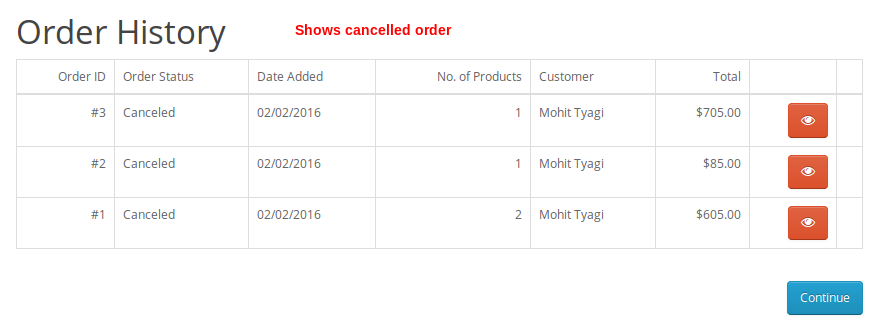 Order History Shows cancelled order
Order ID Order Status Date Added No. of Products Customer Total
#3 Canceled 02/02/2016 1 Mohit Tyagi $705.00
#2 Canceled 02/02/2016 1 Mohit Tyagi $85.00
#1 Canceled 02/02/2016 2 Mohit Tyagi $605.00
Continue